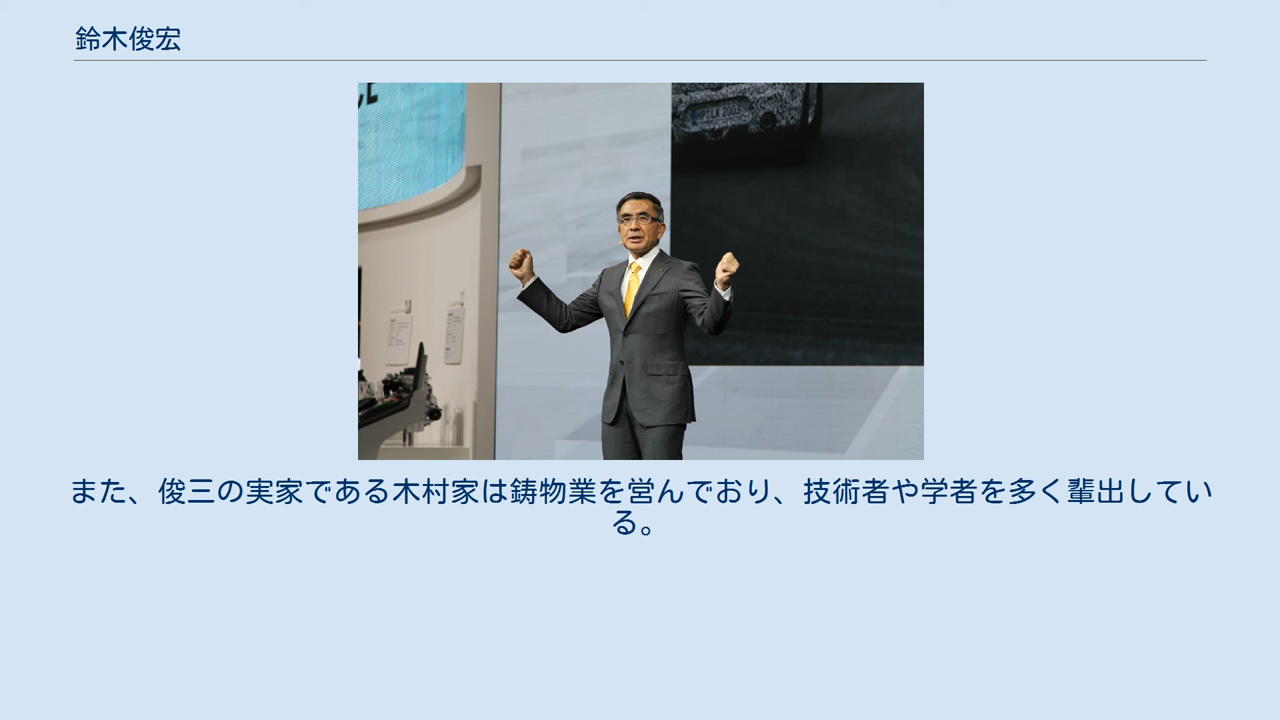 鈴木俊宏
また、俊三の実家である木村家は鋳物業を営んでおり、技術者や学者を多く輩出してい
る。